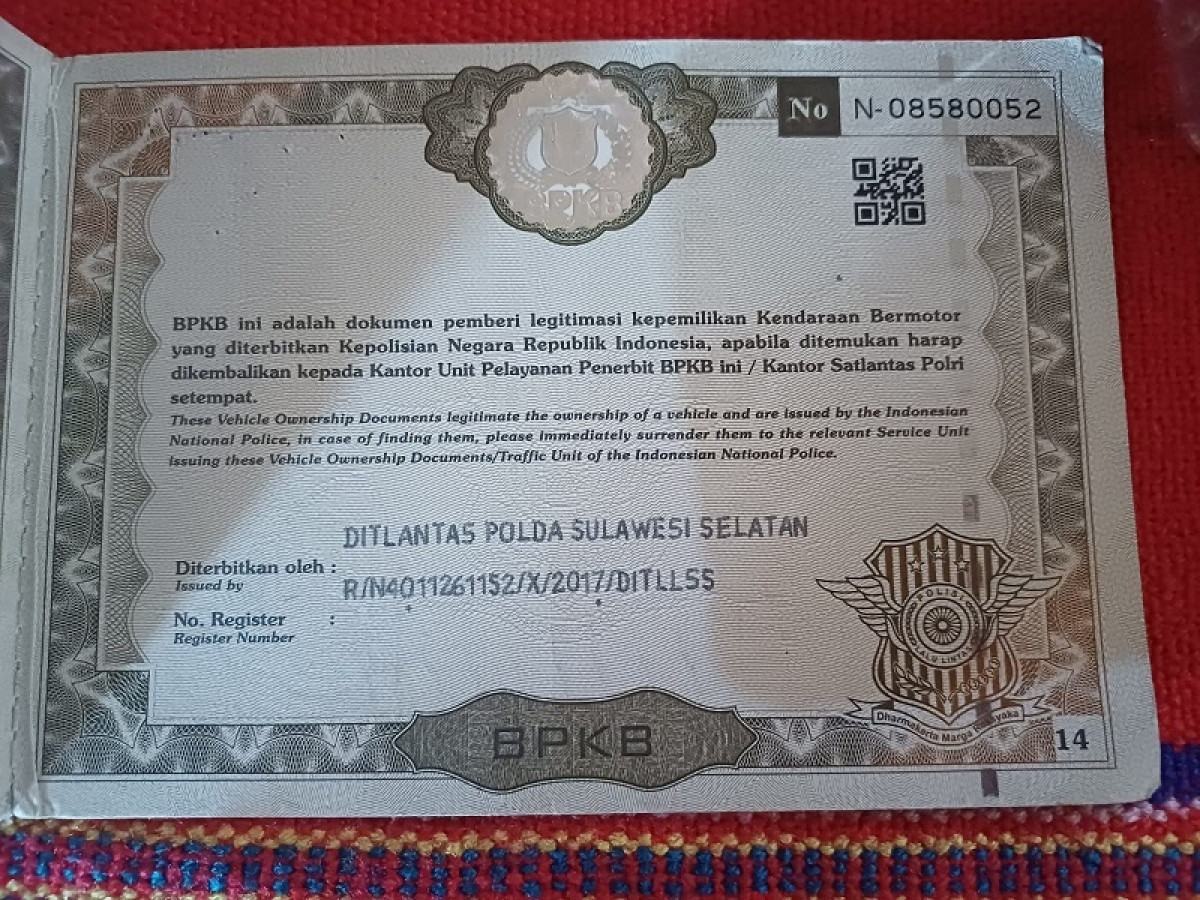 No N-08580052
BPKB
BPKB ini adalah dokumen pemberi legitimasi kepemilikan Kendaraan Bermotor
yang diterbitkan Kepolisian Negara Republik Indonesia, apabila ditemukan harap
dikembalikan kepada Kantor Unit Pelayanan Penerbit BPKB ini / Kantor Satlantas Polri
setempat.
These Vehicle Ownership Documents legitimate the ownership of a vehicle and are issued by the Indonesian
National Police, in case of finding them, please immediately surrender them to the relevant Service Unit
issuing these Vehicle Ownership Documents/Traffic Unit of the Indonesian National Police.
DITLANTAS POLDA SULAWESI SELATAN
Diterbitkan oleh :
Issued by
R/N4011261152/X/2017/DITLLSS
No. Register :
Register Number
POLISI
LALU LINTAS
Dharmakerta Marga
BPKB
14